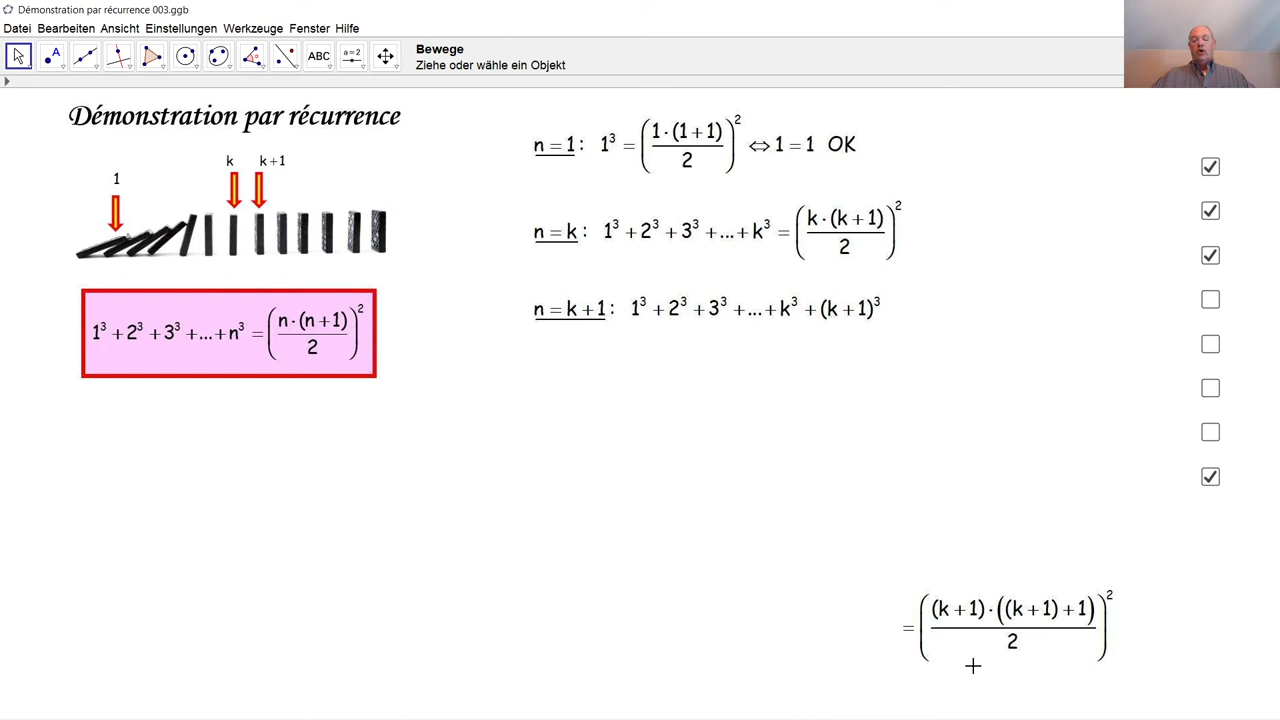 Démonstration par récurrence 003.ggb
Datei Bearbeiten Ansicht Einstellungen Werkzeuge Fenster Hilfe
A ABC a=2
Bewege
Ziehe oder wähle ein Objekt
Démonstration par récurrence
1 k k+1
1³+2³+3³+...+n³ = (n·(n+1)/2)²
n=1: 1³ = (1·(1+1)/2)² ⇔ 1=1 OK
n=k: 1³+2³+3³+...+k³ = (k·(k+1)/2)²
n=k+1: 1³+2³+3³+...+k³+(k+1)³
= ((k+1)·((k+1)+1)/2)²